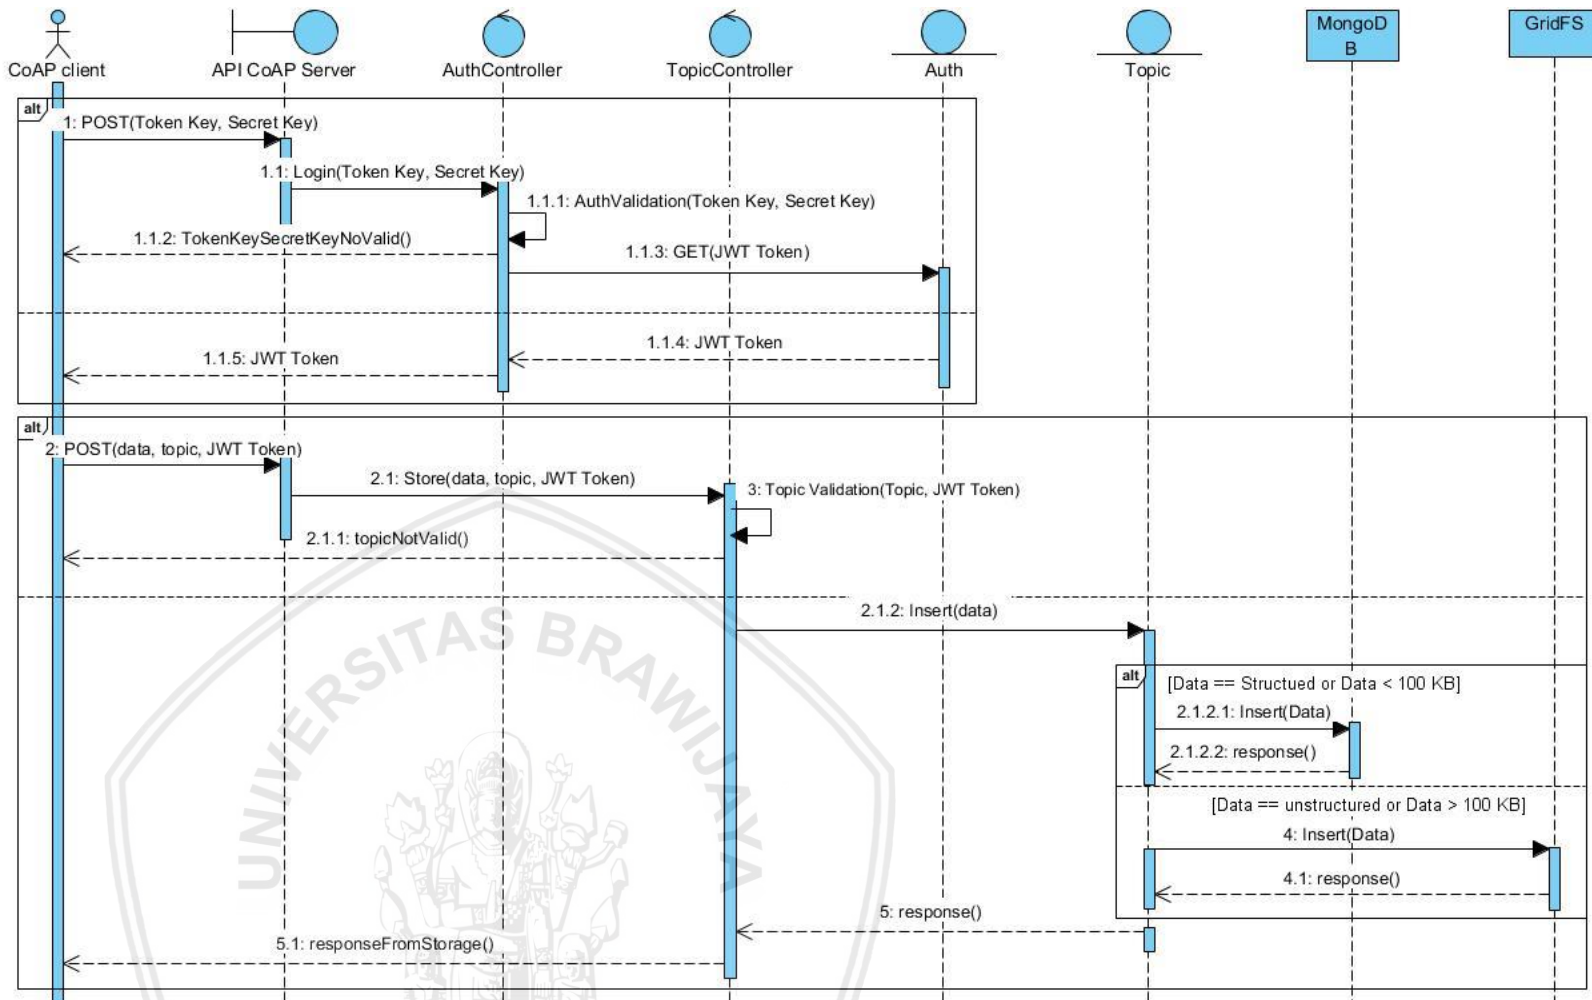 CoAP client
API CoAP Server
AuthController
TopicController
Auth
Topic
MongoD
B
GridFS
alt
1: POST(Token Key, Secret Key)
1.1: Login(Token Key, Secret Key)
1.1.1: AuthValidation(Token Key, Secret Key)
1.1.2: TokenKeySecretKeyNoValid()
1.1.3: GET(JWT Token)
1.1.4: JWT Token
1.1.5: JWT Token
alt
2: POST(data, topic, JWT Token)
2.1: Store(data, topic, JWT Token)
3: Topic Validation(Topic, JWT Token)
2.1.1: topicNotValid()
2.1.2: Insert(data)
alt
[Data == Structued or Data < 100 KB]
2.1.2.1: Insert(Data)
2.1.2.2: response()
[Data == unstructured or Data > 100 KB]
4: Insert(Data)
4.1: response()
5: response()
5.1: responseFromStorage()
UNIVERSITAS BRAWIJAYA